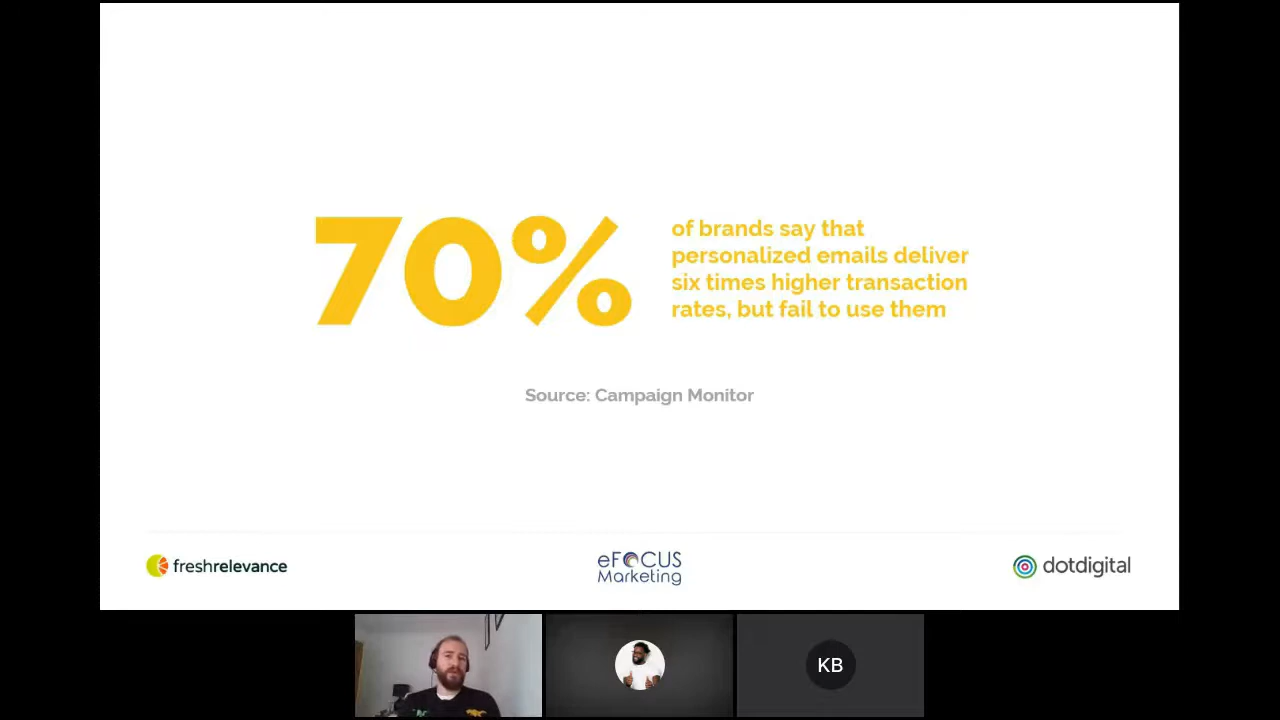 70%
of brands say that
personalized emails deliver
six times higher transaction
rates, but fail to use them
Source: Campaign Monitor
freshrelevance
eFOCUS
Marketing
dotdigital
KB